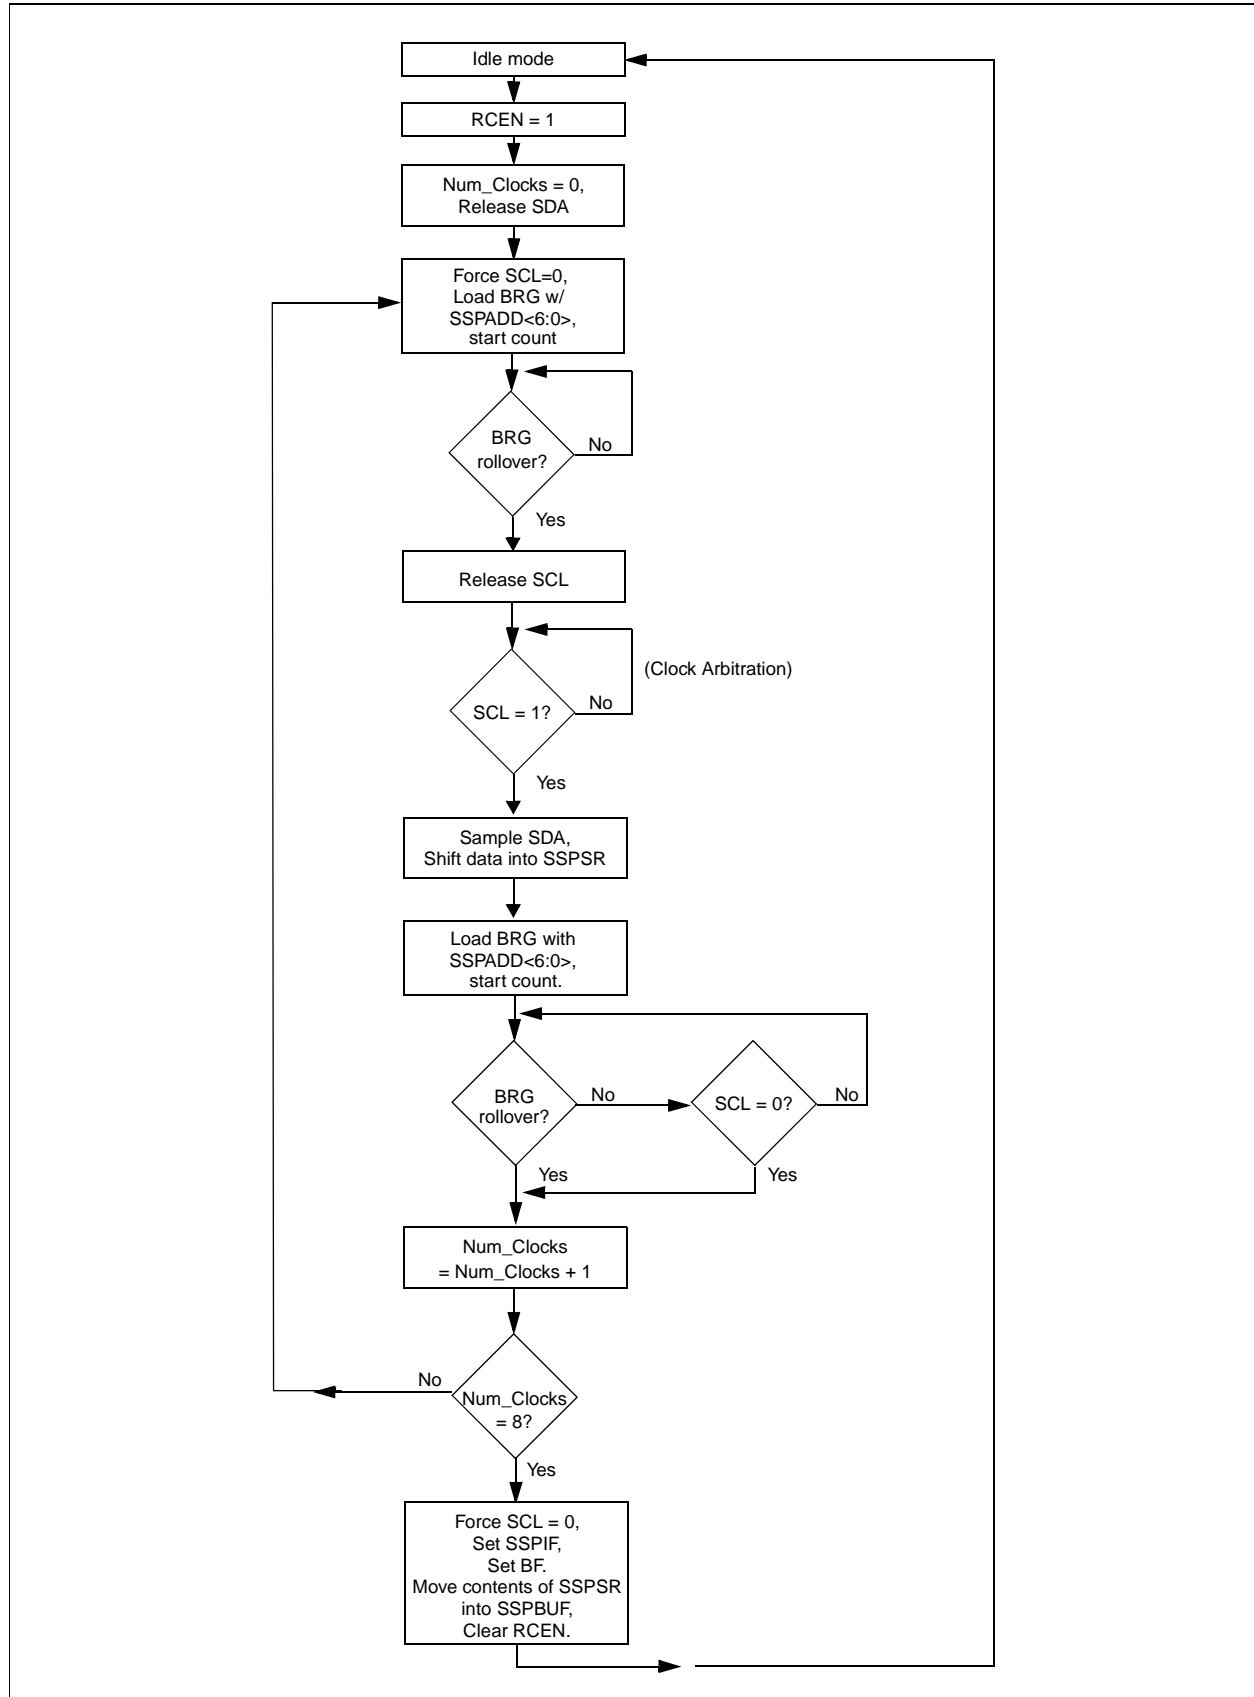 Idle mode
RCEN = 1
Num_Clocks = 0,
Release SDA
Force SCL=0,
Load BRG w/
SSPADD<6:0>,
start count
BRG
rollover?
No
Yes
Release SCL
(Clock Arbitration)
SCL = 1?
No
Yes
Sample SDA,
Shift data into SSPSR
Load BRG with
SSPADD<6:0>,
start count.
BRG
rollover?
No
SCL = 0?
No
Yes
Yes
Num_Clocks
= Num_Clocks + 1
No
Num_Clocks
= 8?
Yes
Force SCL = 0,
Set SSPIF,
Set BF.
Move contents of SSPSR
into SSPBUF,
Clear RCEN.